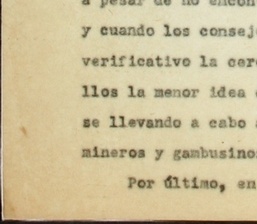 a pesar de no encon
y cuando los consej
verificativo la cer
llos la menor idea
se llevando a cabo
mineros y gambusino
Por último, en